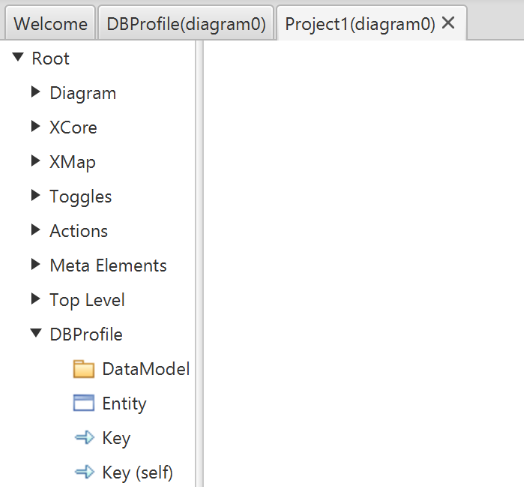 Welcome DBProfile(diagram0) Project1(diagram0)
Root
Diagram
XCore
XMap
Toggles
Actions
Meta Elements
Top Level
DBProfile
DataModel
Entity
Key
Key (self)